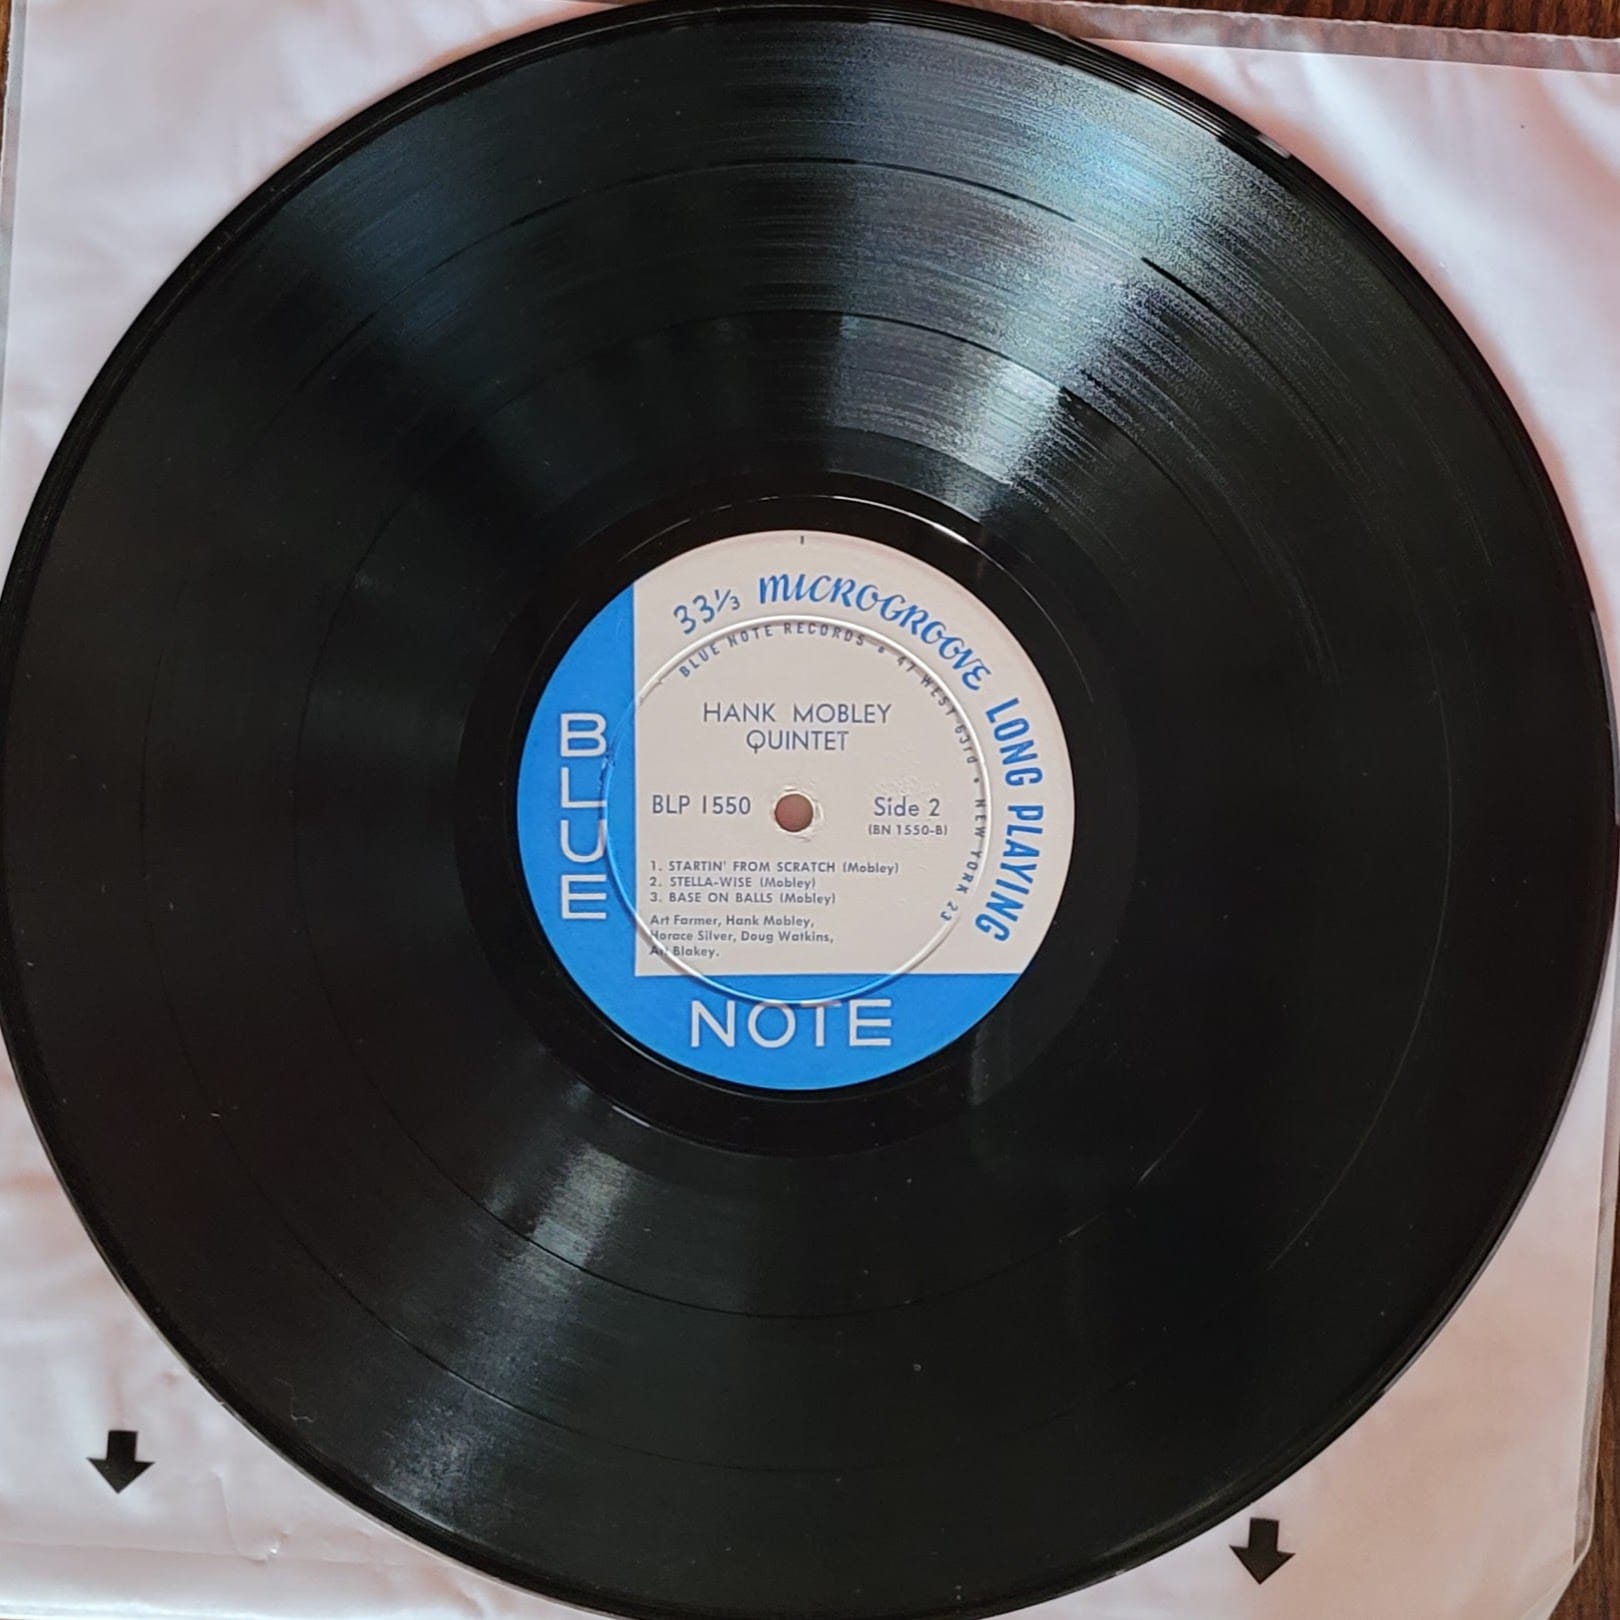 33⅓ MICROGROOVE LONG PLAYING
BLUE NOTE RECORDS • 47 WEST 63rd • NEW YORK 23
HANK MOBLEY
QUINTET
BLP 1550
Side 2
(BN 1550-B)
1. STARTIN' FROM SCRATCH (Mobley)
2. STELLA-WISE (Mobley)
3. BASE ON BALLS (Mobley)
Art Farmer, Hank Mobley,
Horace Silver, Doug Watkins,
Art Blakey.
BLUE
NOTE